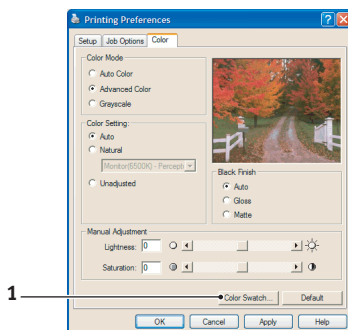 Printing Preferences
Setup Job Options Color
Color Mode
Auto Color
Advanced Color
Grayscale
Color Setting:
Auto
Natural
Monitor(6500K) - Percepti
Unadjusted
Black Finish
Auto
Gloss
Matte
Manual Adjustment
Lightness: 0
Saturation: 0
1
Color Swatch... Default
OK Cancel Apply Help